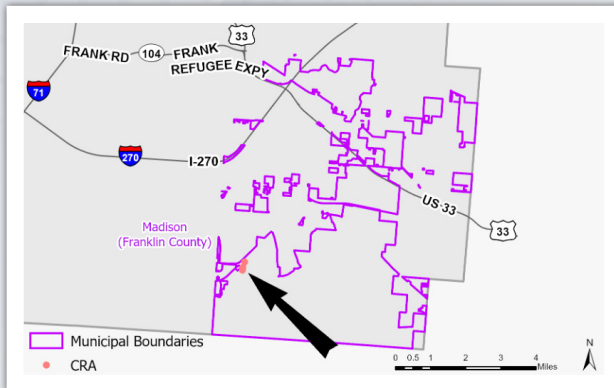 33
FRANK RD
104
FRANK
REFUGEE EXPY
71
270
I-270
US-33
33
Madison
(Franklin County)
Municipal Boundaries
CRA
0 0.5 1 2 3 4
Miles
N